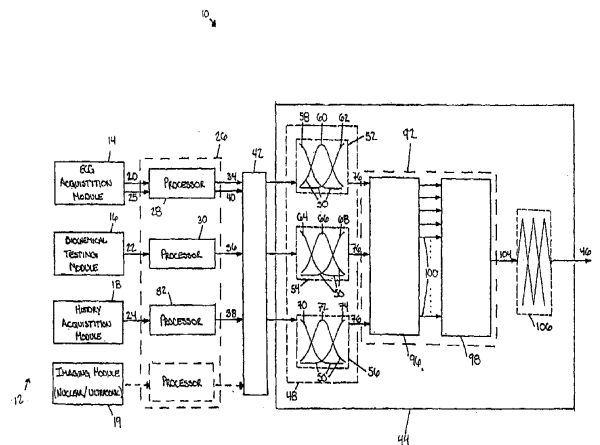 10
58 60 62
26
52
42
92
14
ECG
ACQUISTITION
MODULE
20
25
PROCESSOR
28
34
40
50
76
16
BIOCHEMICAL
TESTING
MODULE
22
30
PROCESSOR
36
64 66 68
54
50
76
100
104
46
18
HISTORY
ACQUISITION
MODULE
24
32
PROCESSOR
38
70 72 74
76
50
56
48
96
98
106
12
IMAGING MODULE
(NUCLEAR/ULTRASONIC)
19
PROCESSOR
44